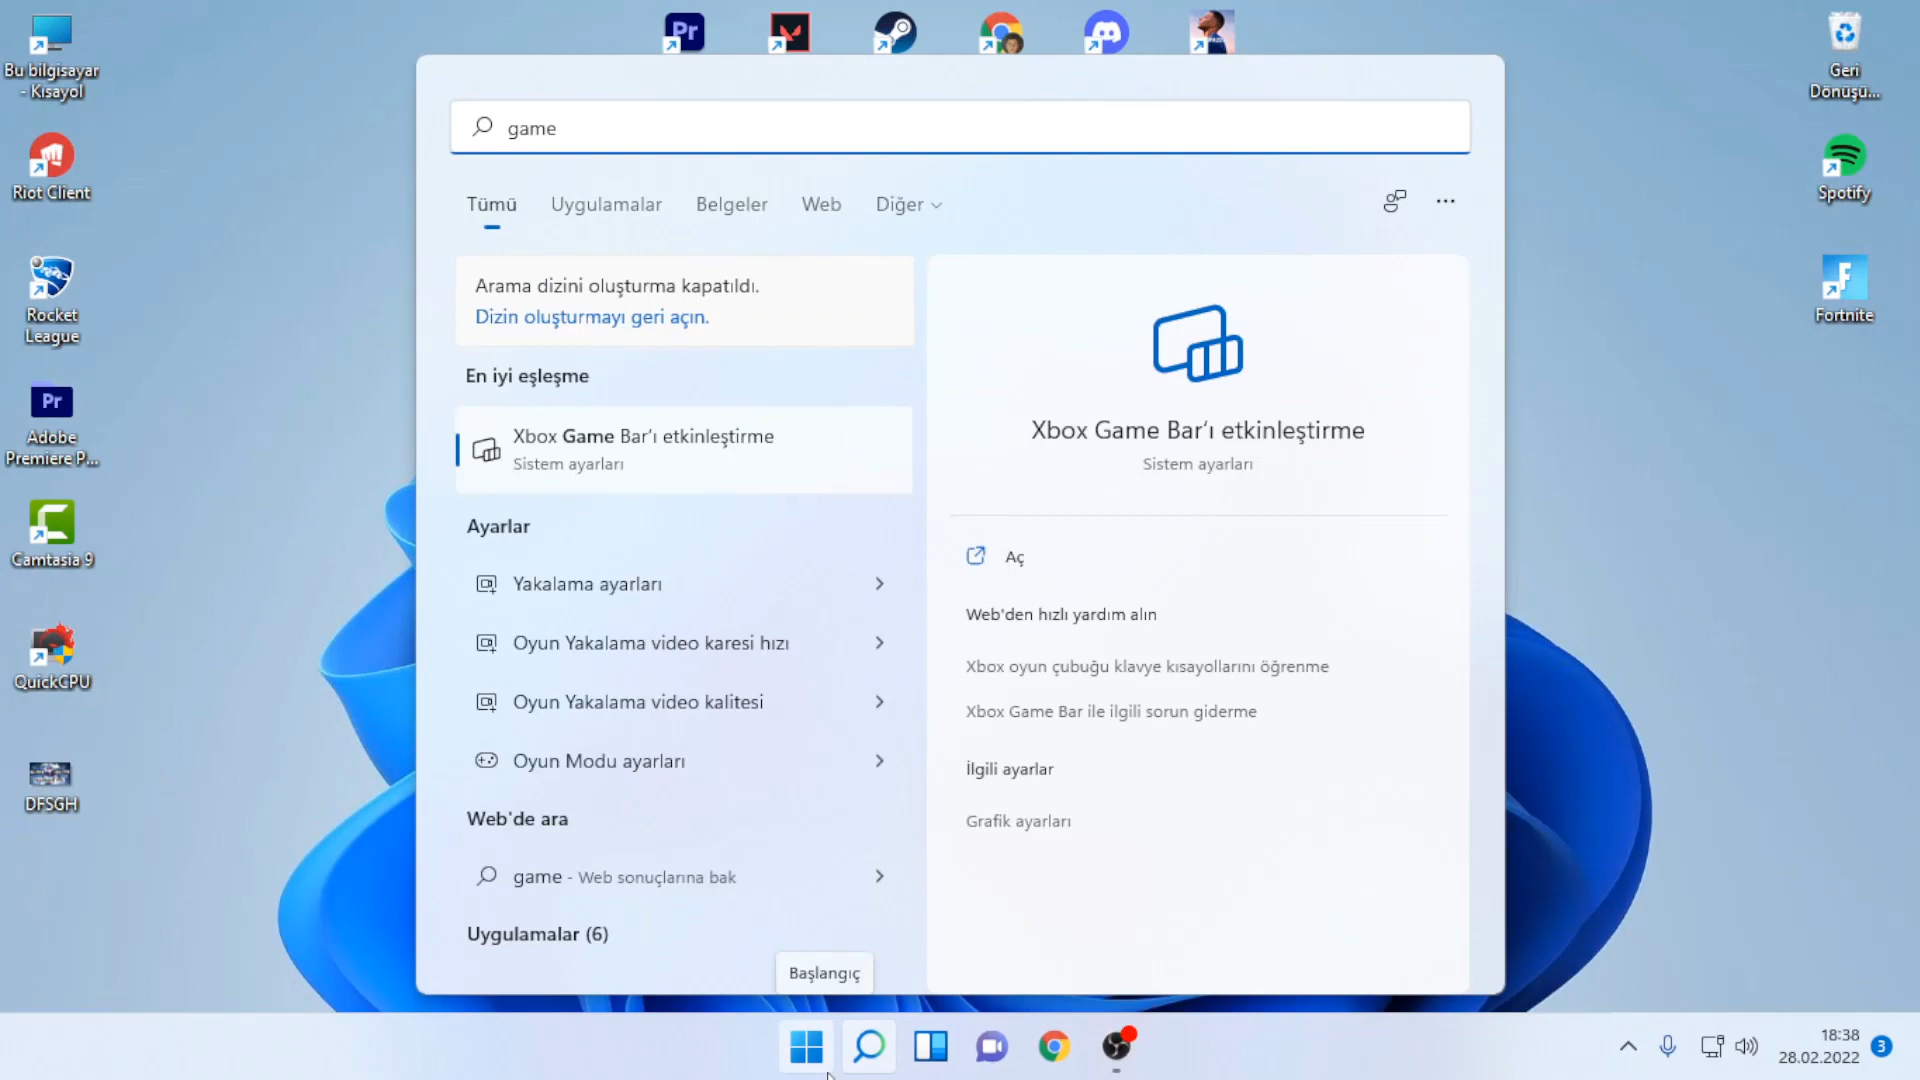 Pr
Bu bilgisayar
- Kısayol
Riot Client
Rocket
League
Pr
Adobe
Premiere P...
Camtasia 9
QuickCPU
DFSGH
game
Tümü
Uygulamalar
Belgeler
Web
Diğer
Arama dizini oluşturma kapatıldı.
Dizin oluşturmayı geri açın.
En iyi eşleşme
Xbox Game Bar'ı etkinleştirme
Sistem ayarları
Ayarlar
Yakalama ayarları
Oyun Yakalama video karesi hızı
Oyun Yakalama video kalitesi
Oyun Modu ayarları
Web'de ara
game - Web sonuçlarına bak
Uygulamalar (6)
Başlangıç
Xbox Game Bar'ı etkinleştirme
Sistem ayarları
Aç
Web'den hızlı yardım alın
Xbox oyun çubuğu klavye kısayollarını öğrenme
Xbox Game Bar ile ilgili sorun giderme
İlgili ayarlar
Grafik ayarları
Geri
Dönüşü...
Spotify
F
Fortnite
18:38
28.02.2022
3